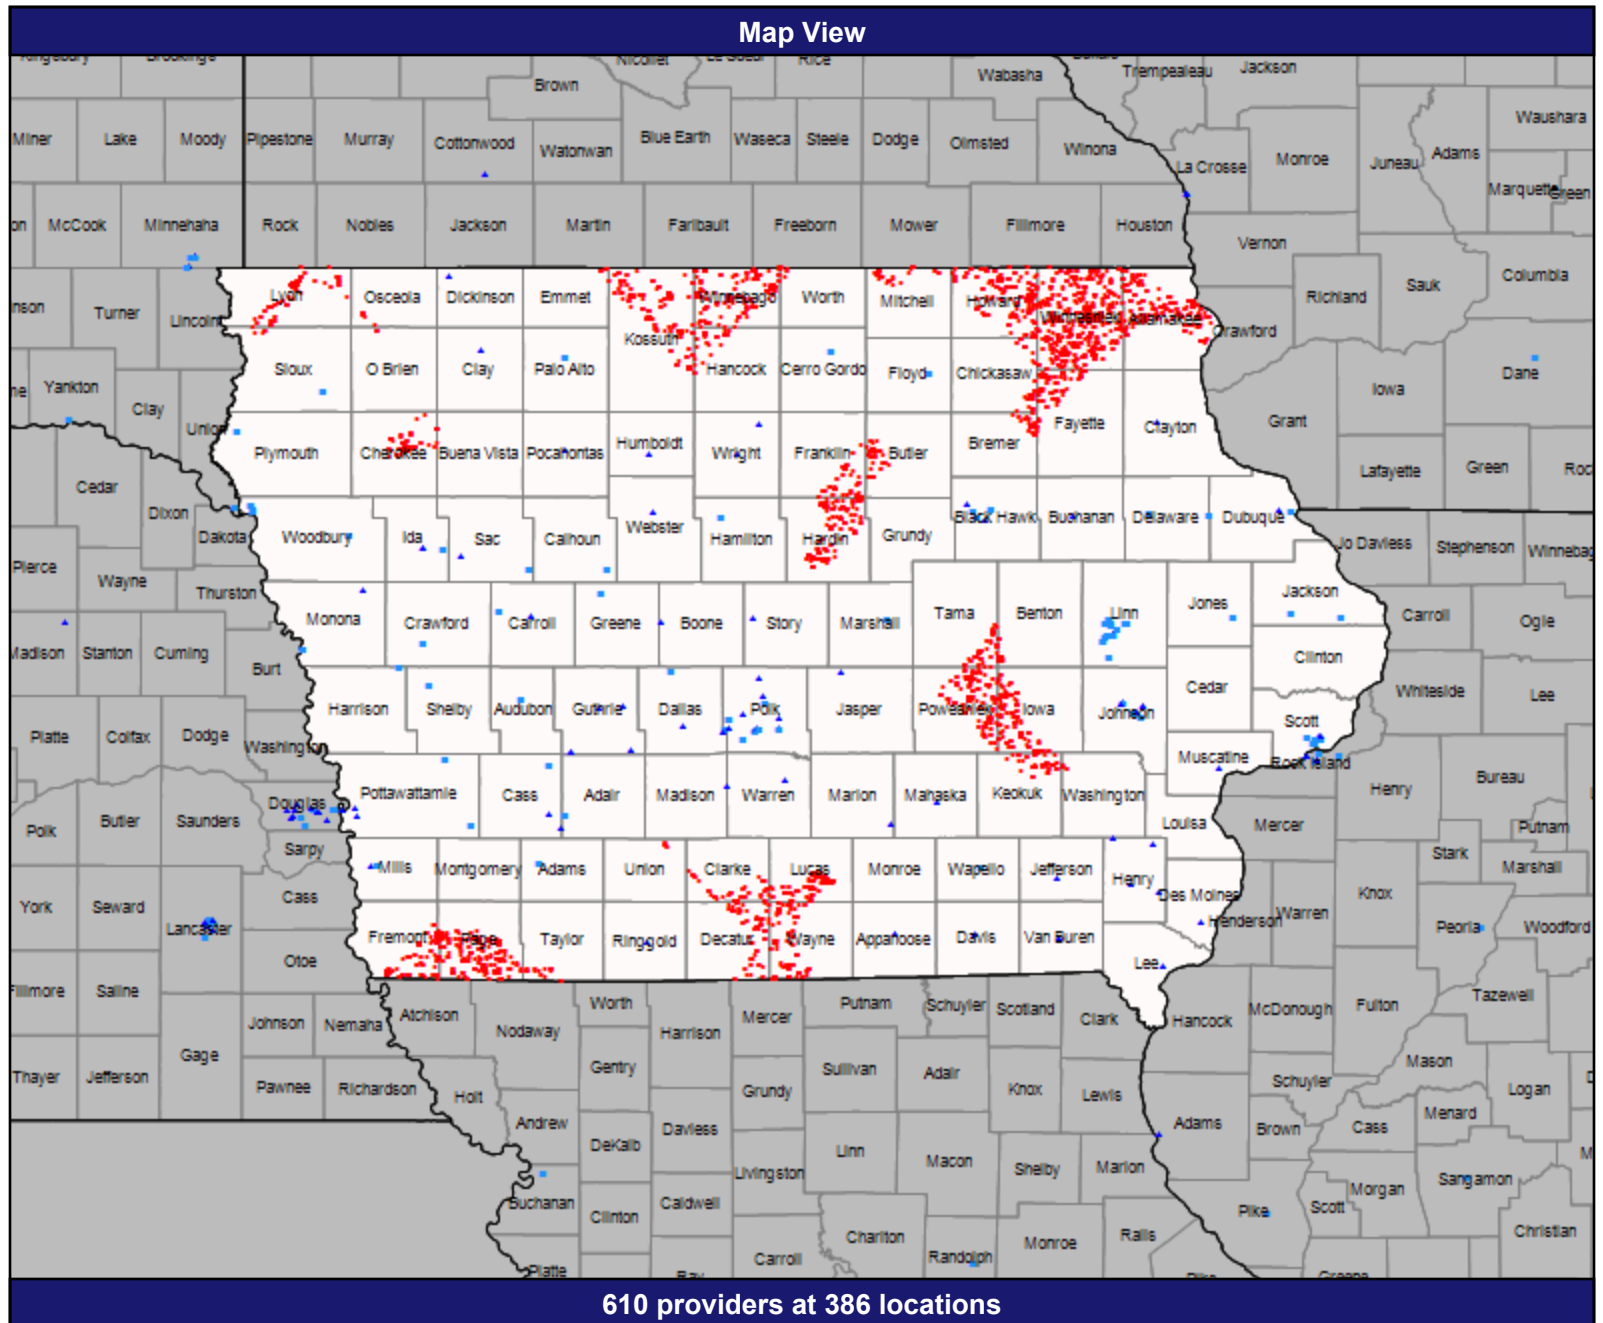 Map View
Kingsbury Brookings Nicollet Le Sueur Rice Trempealeau Jackson
Brown Wabasha
Waushara
Miner Lake Moody Pipestone Murray Cottonwood Watonwan Blue Earth Waseca Steele Dodge Olmsted Winona La Crosse Monroe Juneau Adams
Marquette Green
McCook Minnehaha Rock Nobles Jackson Martin Faribault Freeborn Mower Fillmore Houston
Vernon Columbia
Turner Lincoln Lyon Osceola Dickinson Emmet Winnebago Worth Mitchell Howard Winneshiek Allamakee Crawford Richland Sauk
Kossuth
Yankton Clay Union Sioux O Brien Clay Palo Alto Hancock Cerro Gordo Floyd Chickasaw Iowa Dane
Fayette Clayton Grant
Plymouth Cherokee Buena Vista Pocahontas Humboldt Wright Franklin Butler Bremer
Lafayette Green
Cedar Dixon Dakota Woodbury Ida Sac Calhoun Webster Hamilton Hardin Grundy Black Hawk Buchanan Delaware Dubuque Jo Daviess Stephenson
Pierce Wayne Thurston
Monona Crawford Carroll Greene Boone Story Marshall Tama Benton Linn Jones Jackson Carroll Ogle
Madison Stanton Cuming Burt Clinton
Harrison Shelby Audubon Guthrie Dallas Polk Jasper Poweshiek Iowa Johnson Cedar Whiteside Lee
Scott
Platte Colfax Dodge Washington Muscatine Rock Island
Pottawattamie Cass Adair Madison Warren Marion Mahaska Keokuk Washington Henry Bureau
Polk Butler Saunders Douglas Louisa Mercer Putnam
Sarpy Stark Marshall
Mills Montgomery Adams Union Clarke Lucas Monroe Wapello Jefferson Henry Des Moines
York Seward Lancaster Cass Henderson Warren Knox Peoria Woodford
Fremont Page Taylor Ringgold Decatur Wayne Appanoose Davis Van Buren
Otoe Lee
Fillmore Saline Tazewell
Johnson Nemaha Atchison Nodaway Worth Harrison Mercer Putnam Schuyler Scotland Clark Hancock McDonough Fulton
Gage Mason
Thayer Jefferson Pawnee Richardson Holt Gentry Grundy Sullivan Adair Knox Lewis Schuyler Logan
Andrew DeKalb Daviess Adams Brown Cass Menard
Livingston Linn Macon Shelby Marion
Buchanan Clinton Caldwell Pike Scott Morgan Sangamon
Carroll Chariton Randolph Monroe Ralls Christian
Platte Ray Greene
610 providers at 386 locations